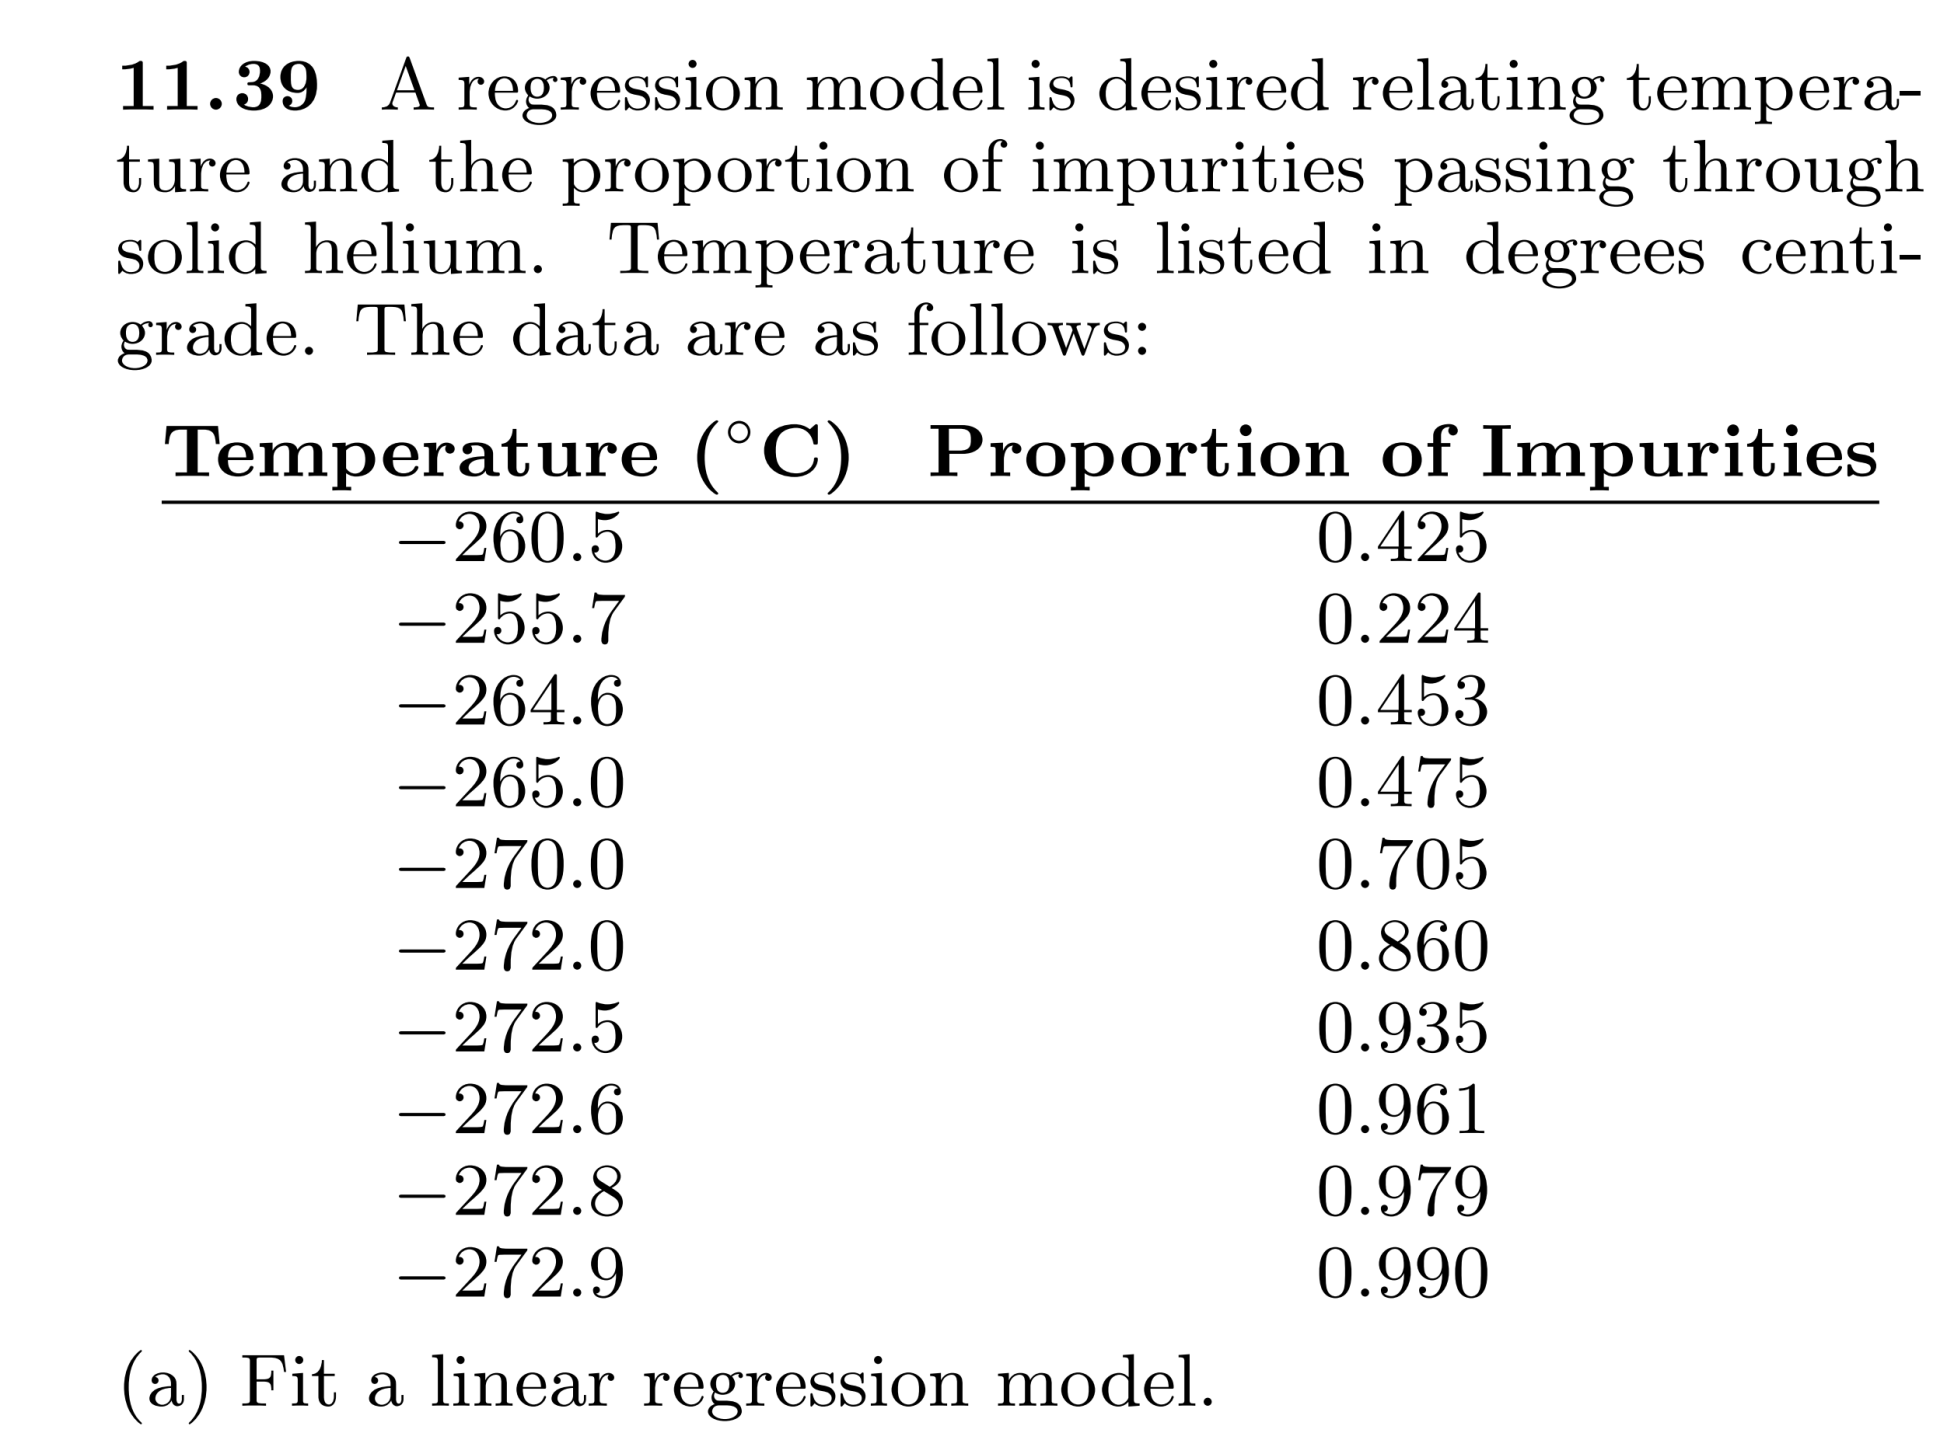 11.39 A regression model is desired relating tempera-
ture and the proportion of impurities passing through
solid helium. Temperature is listed in degrees centi-
grade. The data are as follows:
Temperature (°C) Proportion of Impurities
−260.5 0.425
−255.7 0.224
−264.6 0.453
−265.0 0.475
−270.0 0.705
−272.0 0.860
−272.5 0.935
−272.6 0.961
−272.8 0.979
−272.9 0.990
(a) Fit a linear regression model.